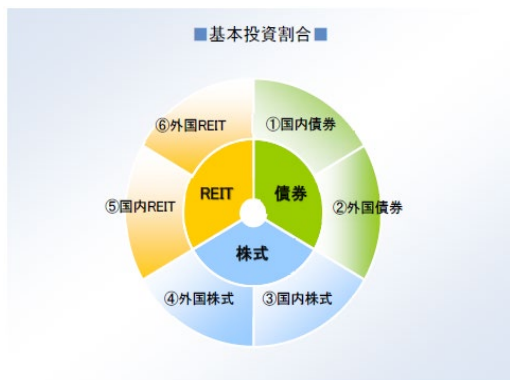 ■基本投資割合■
⑥外国REIT
①国内債券
REIT
債券
⑤国内REIT
②外国債券
株式
④外国株式
③国内株式